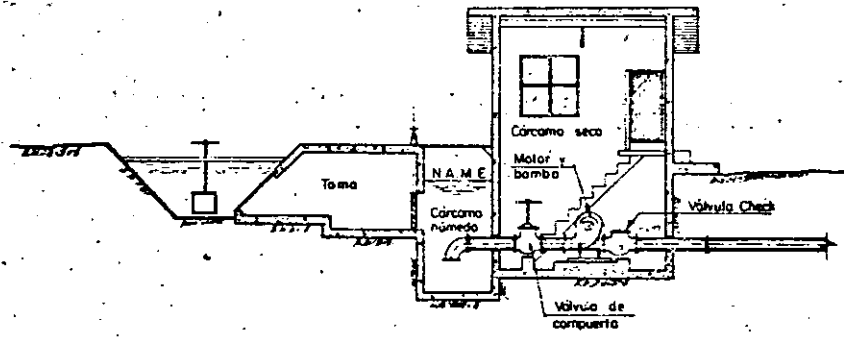 Cárcamo seco
Motor y
bomba
Toma
N A M E
Cárcamo
húmedo
Válvula Check
Válvula de
compuerta